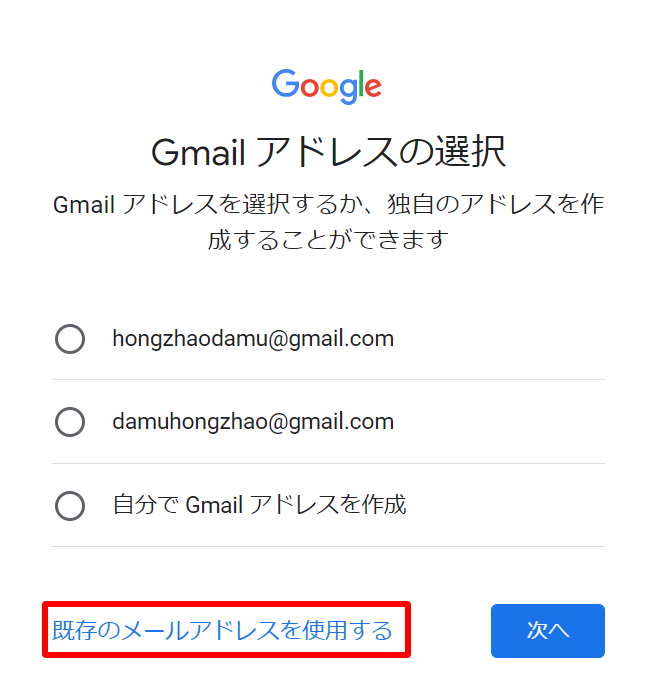 Google
Gmail アドレスの選択
Gmail アドレスを選択するか、独自のアドレスを作
成することができます
hongzhaodamu@gmail.com
damuhongzhao@gmail.com
自分で Gmail アドレスを作成
既存のメールアドレスを使用する
次へ